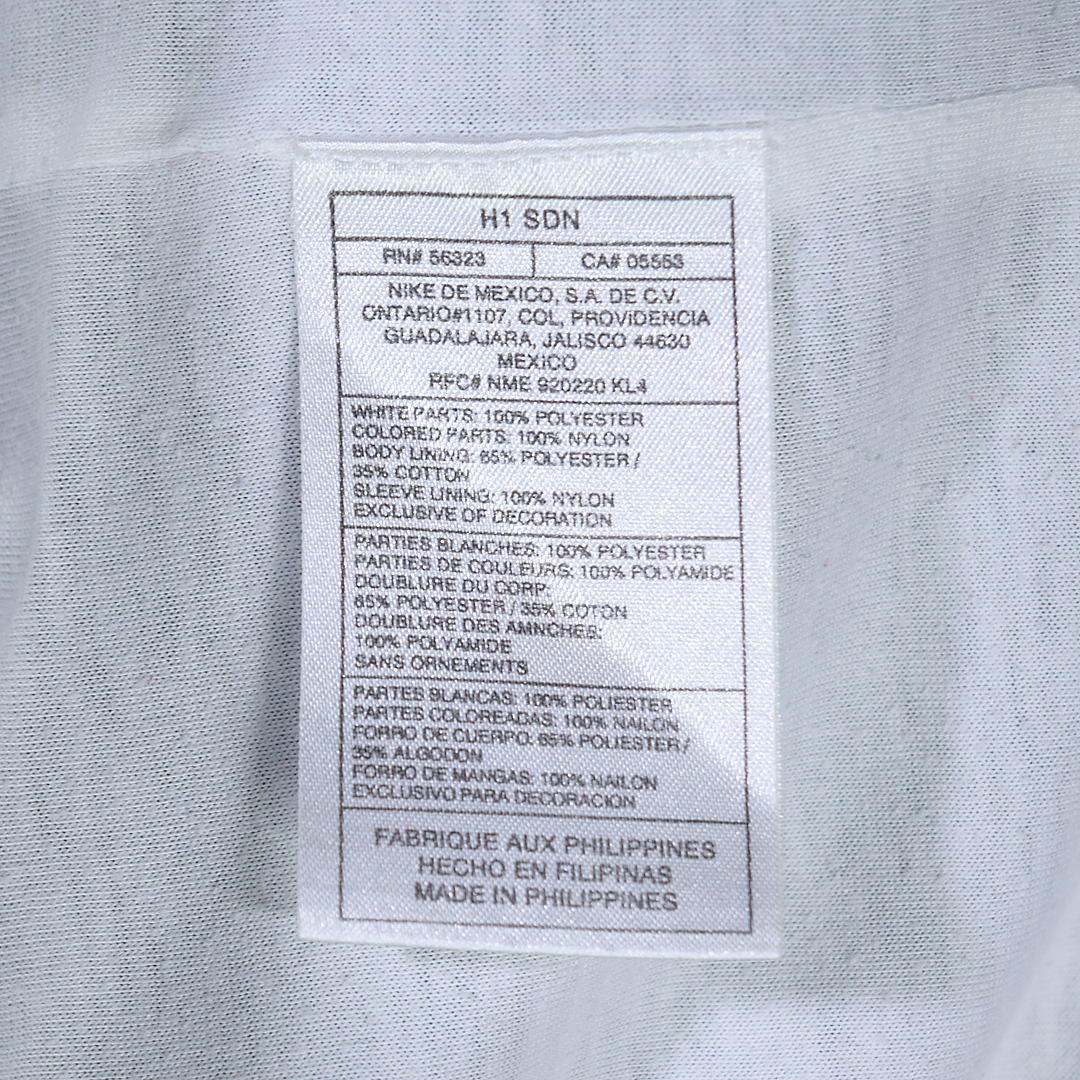 H1 SDN
RN# 56323
CA# 05553
NIKE DE MEXICO, S.A. DE C.V.
ONTARIO#1107, COL, PROVIDENCIA
GUADALAJARA, JALISCO 44630
MEXICO
RFC# NME 920220 KL4
WHITE PARTS: 100% POLYESTER
COLORED PARTS: 100% NYLON
BODY LINING: 65% POLYESTER /
35% COTTON
SLEEVE LINING: 100% NYLON
EXCLUSIVE OF DECORATION
PARTIES BLANCHES: 100% POLYESTER
PARTIES DE COULEURS: 100% POLYAMIDE
DOUBLURE DU CORP:
65% POLYESTER / 35% COTON
DOUBLURE DES AMNCHES:
100% POLYAMIDE
SANS ORNEMENTS
PARTES BLANCAS: 100% POLIESTER
PARTES COLOREADAS: 100% NAILON
FORRO DE CUERPO: 65% POLIESTER /
35% ALGODON
FORRO DE MANGAS: 100% NAILON
EXCLUSIVO PARA DECORACION
FABRIQUE AUX PHILIPPINES
HECHO EN FILIPINAS
MADE IN PHILIPPINES